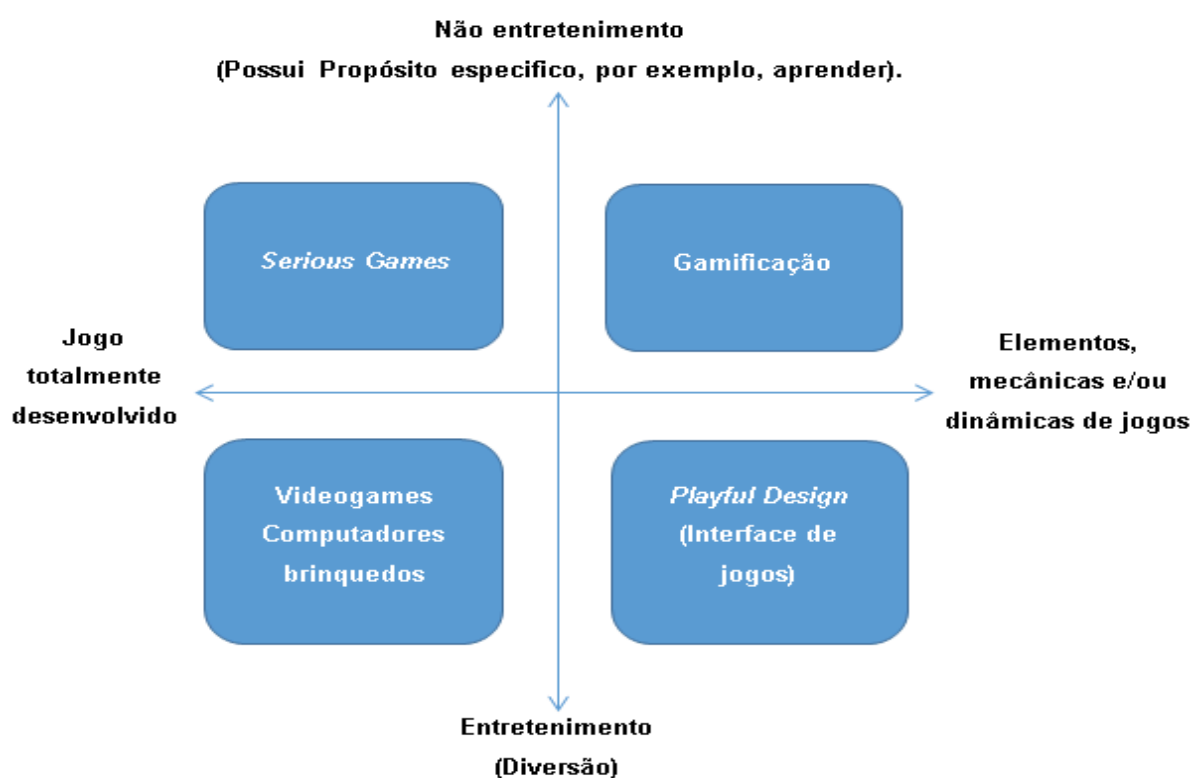 Não entretenimento
(Possui Propósito especifico, por exemplo, aprender).
Serious Games
Gamificação
Jogo
totalmente
desenvolvido
Elementos,
mecânicas e/ou
dinâmicas de jogos
Videogames
Computadores
brinquedos
Playful Design
(Interface de
jogos)
Entretenimento
(Diversão)